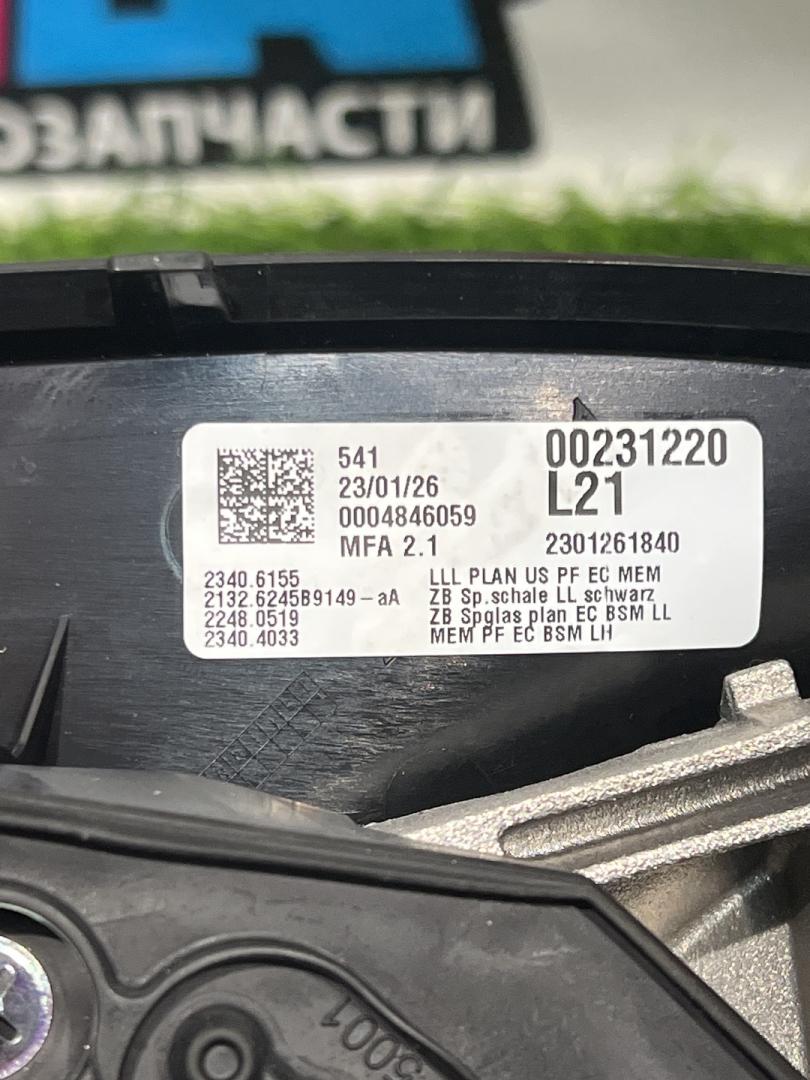 ОЗАПЧАСТИ
541
23/01/26
0004846059
MFA 2.1
00231220
L21
2301261840
2340.6155 LLL PLAN US PF EC MEM
2132.6245B9149-aA ZB Sp.schale LL schwarz
2248.0519 ZB Spglas plan EC BSM LL
2340.4033 MEM PF EC BSM LH
5001